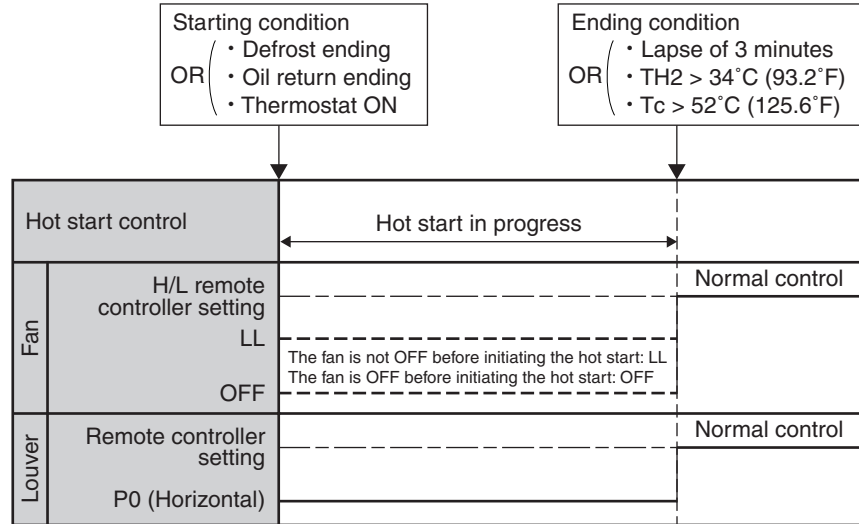 Starting condition
OR
・Defrost ending
・Oil return ending
・Thermostat ON
Ending condition
OR
・Lapse of 3 minutes
・TH2 > 34˚C (93.2˚F)
・Tc > 52˚C (125.6˚F)
Hot start control
Hot start in progress
Fan
H/L remote
controller setting
Normal control
LL
The fan is not OFF before initiating the hot start: LL
The fan is OFF before initiating the hot start: OFF
OFF
Louver
Remote controller
setting
Normal control
P0 (Horizontal)